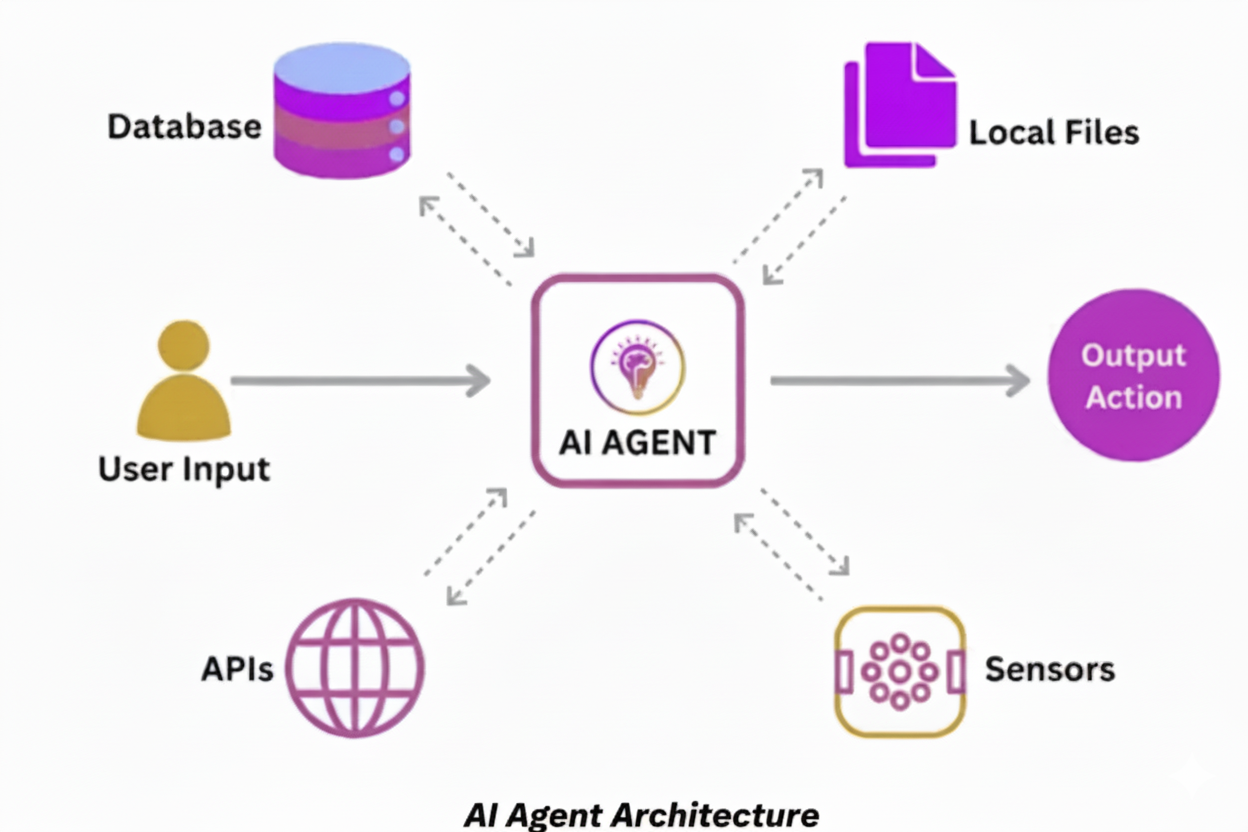 Database
Local Files
User Input
AI AGENT
Output
Action
APIs
Sensors
AI Agent Architecture